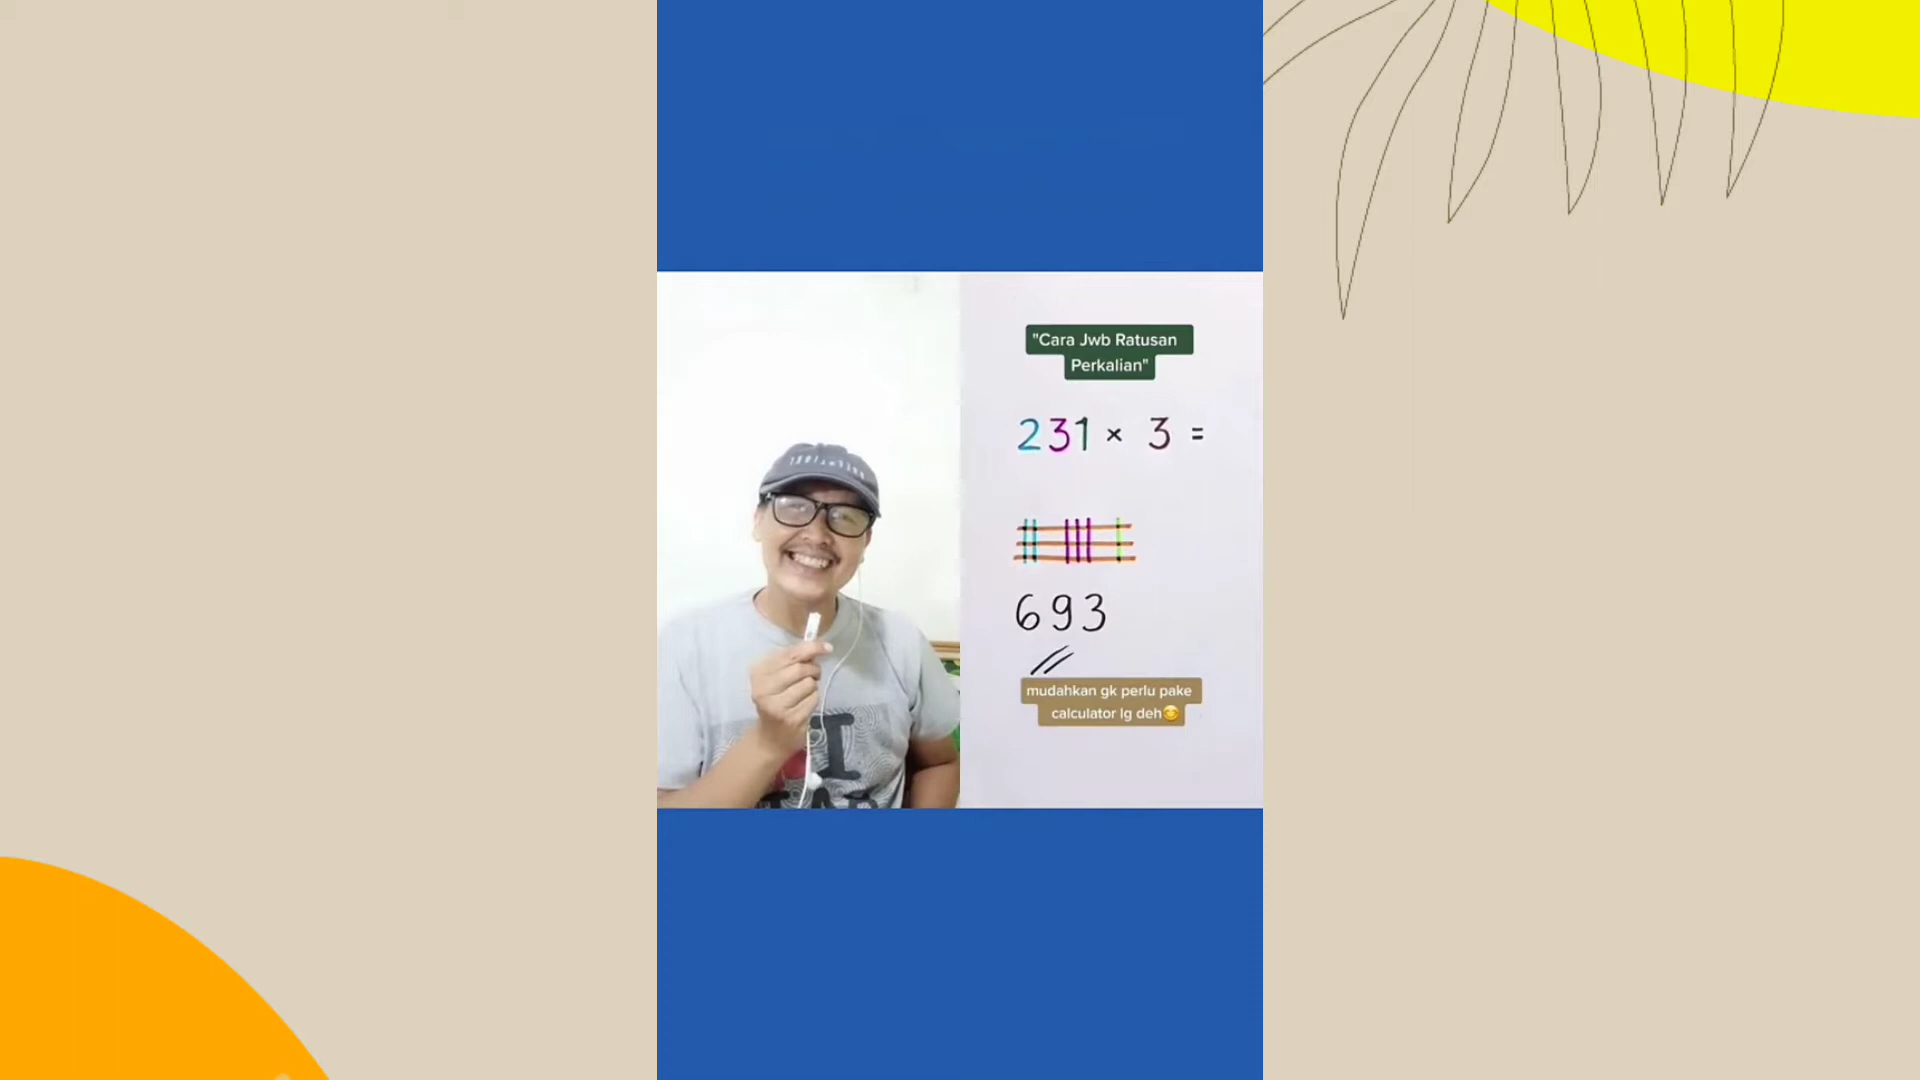 "Cara Jwb Ratusan
Perkalian"
231 × 3 =
693
mudahkan gk perlu pake
calculator lg deh😊